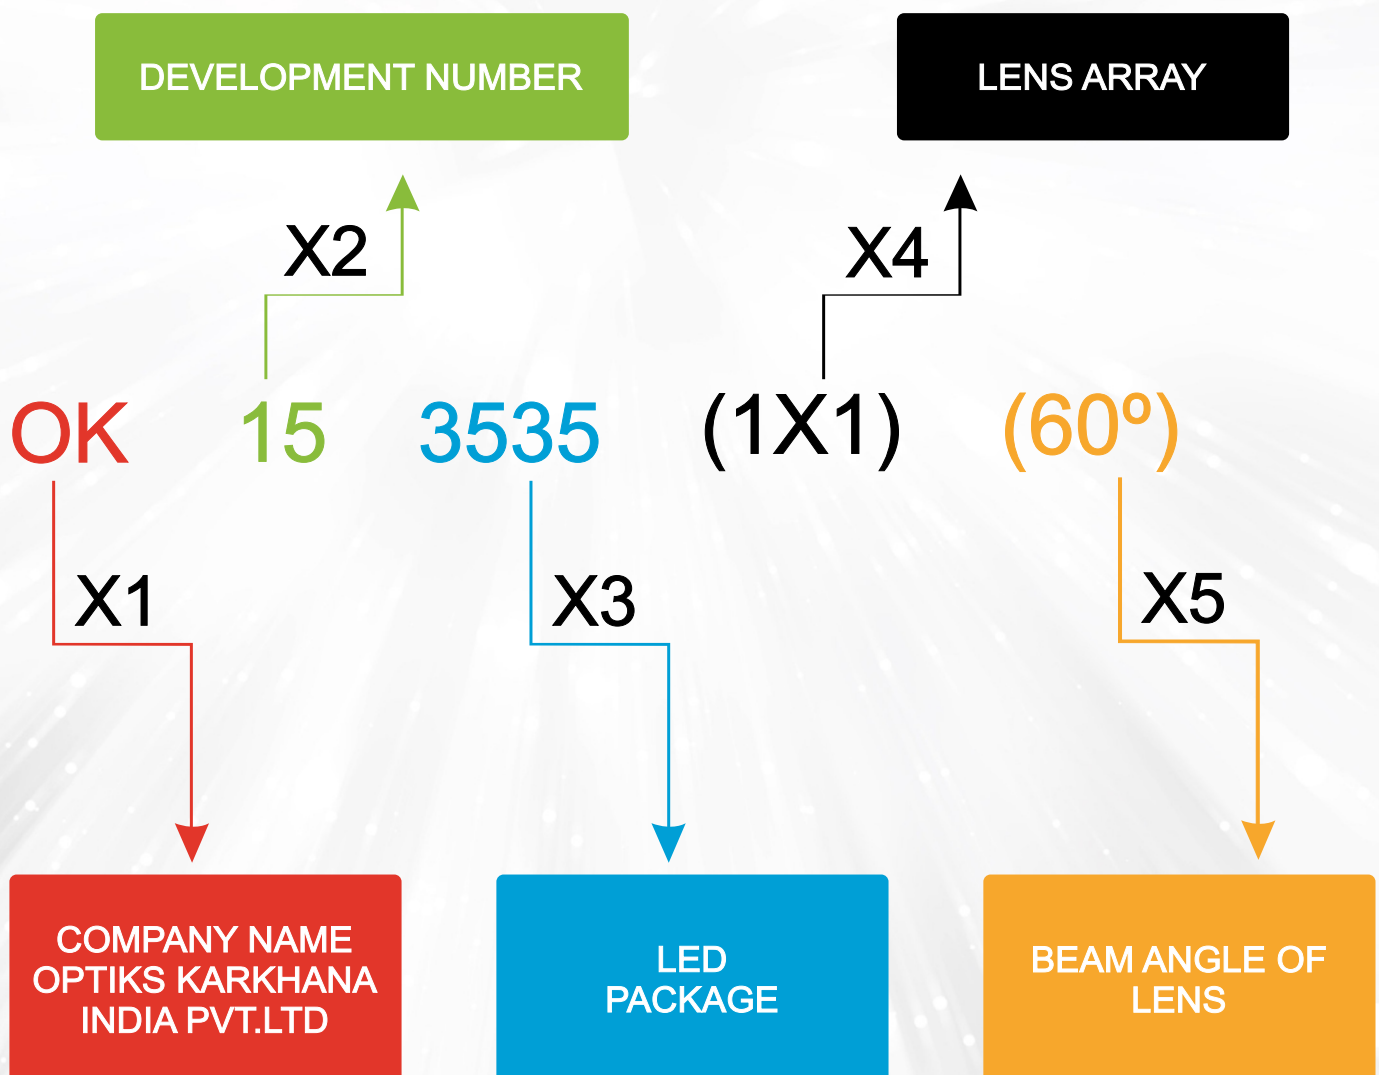 DEVELOPMENT NUMBER
LENS ARRAY
X2
X4
OK 15 3535 (1X1) (60º)
X1
X3
X5
COMPANY NAME
OPTIKS KARKHANA
INDIA PVT.LTD
LED
PACKAGE
BEAM ANGLE OF
LENS